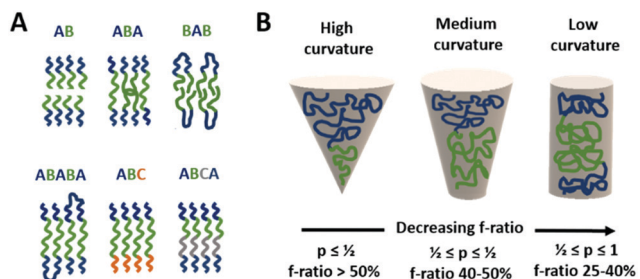 A
AB ABA BAB
ABABA ABC ABCA
B
High curvature
Medium curvature
Low curvature
Decreasing f-ratio
p ≤ ½
f-ratio > 50%
½ ≤ p ≤ ½
f-ratio 40-50%
½ ≤ p ≤ 1
f-ratio 25-40%